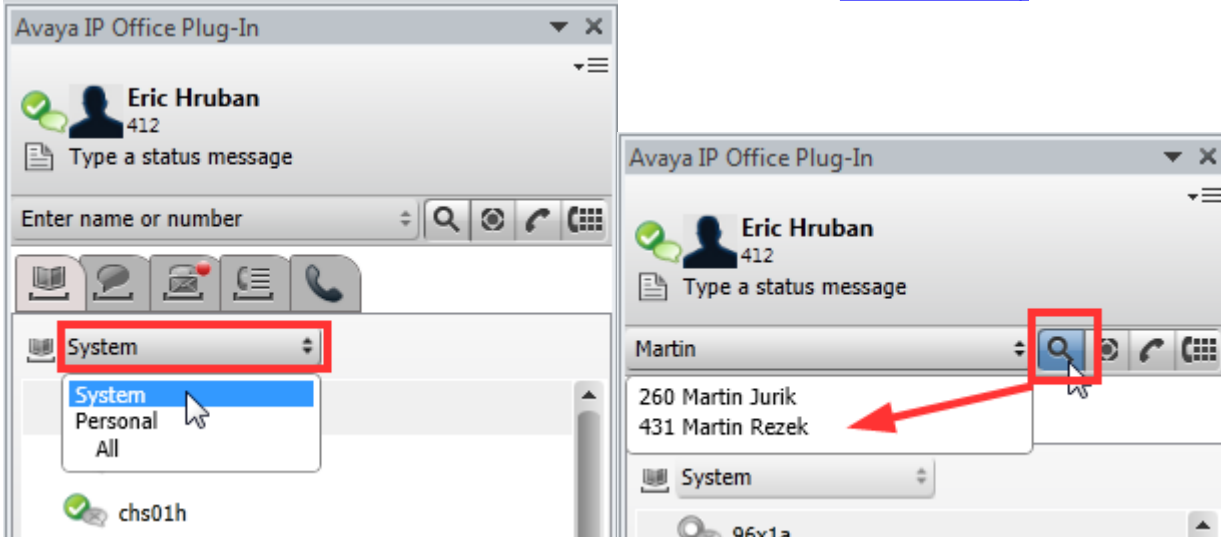 Avaya IP Office Plug-In
Eric Hruban
412
Type a status message
Enter name or number
System
System
Personal
All
chs01h
Avaya IP Office Plug-In
Eric Hruban
412
Type a status message
Martin
260 Martin Jurik
431 Martin Rezek
System
96x1a